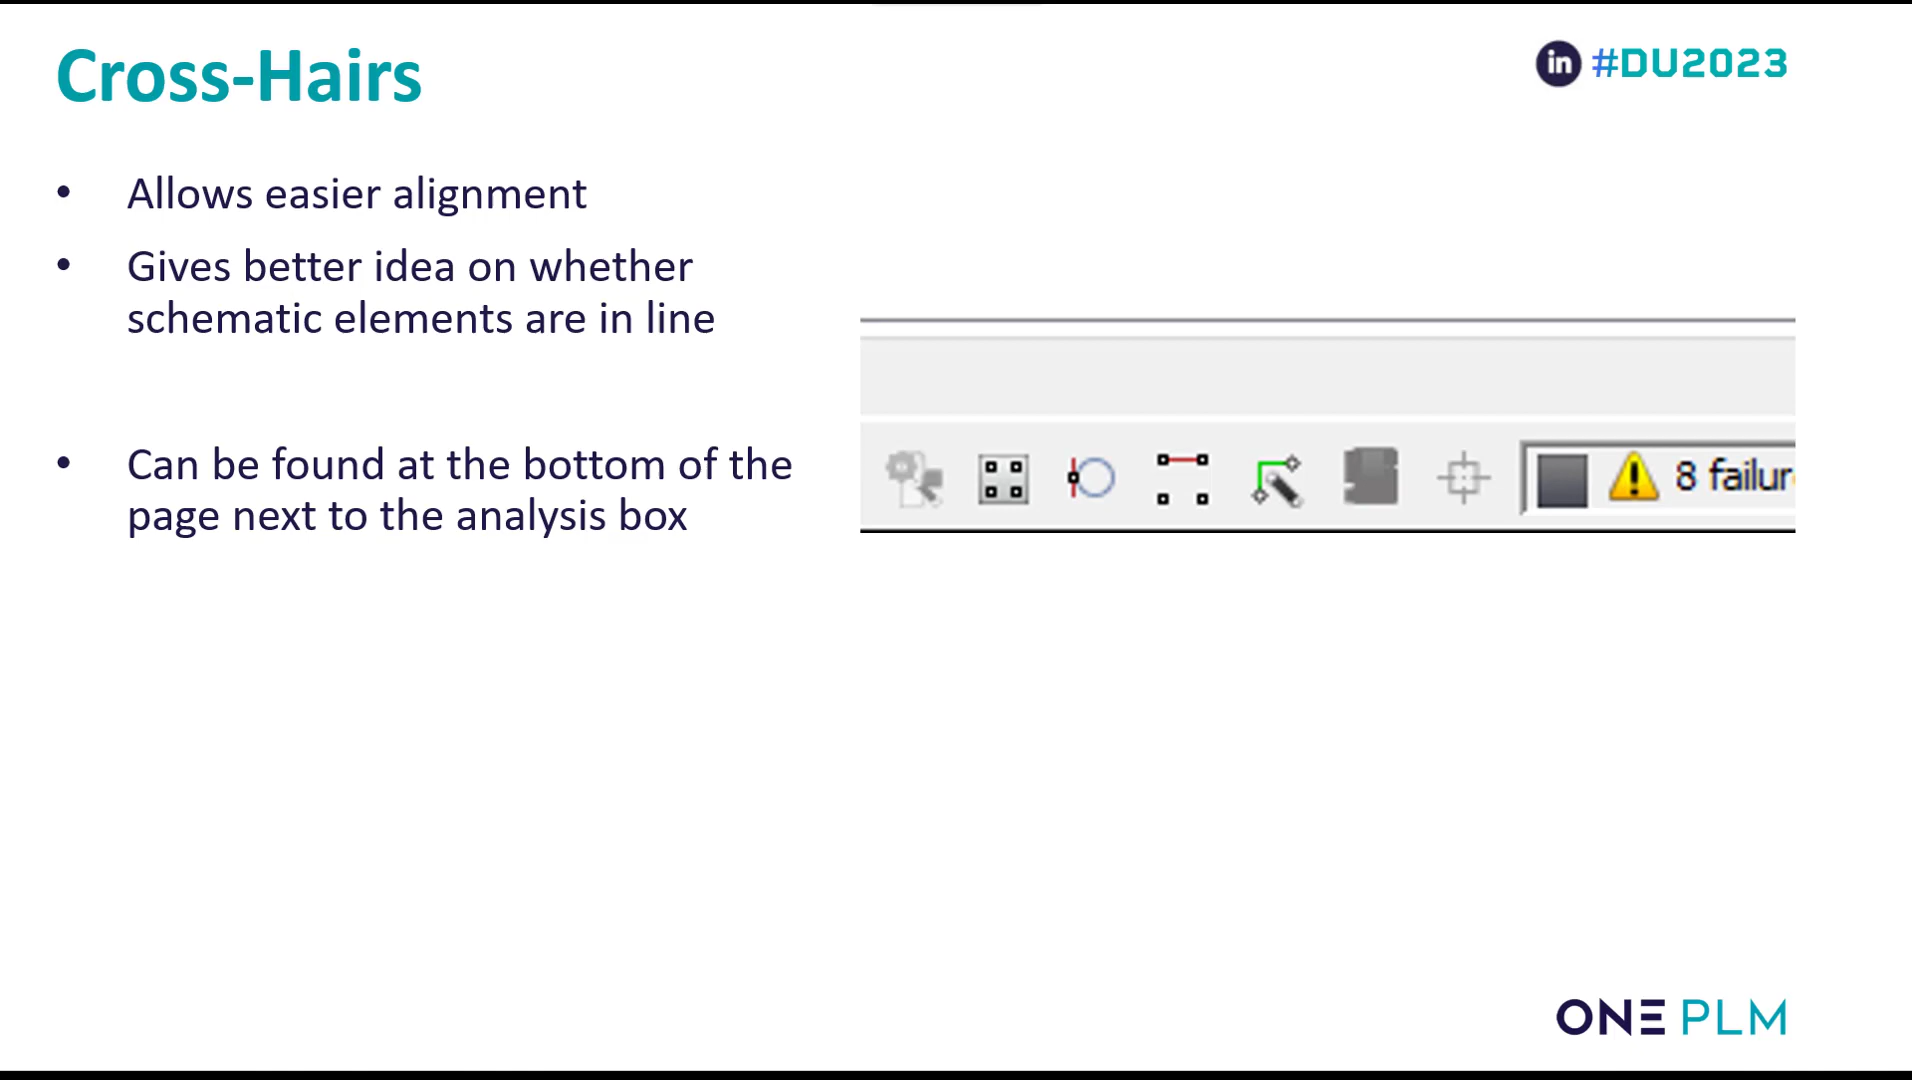 Cross-Hairs
in #DU2023
• Allows easier alignment
• Gives better idea on whether
schematic elements are in line
• Can be found at the bottom of the
page next to the analysis box
8 failur
ONE PLM